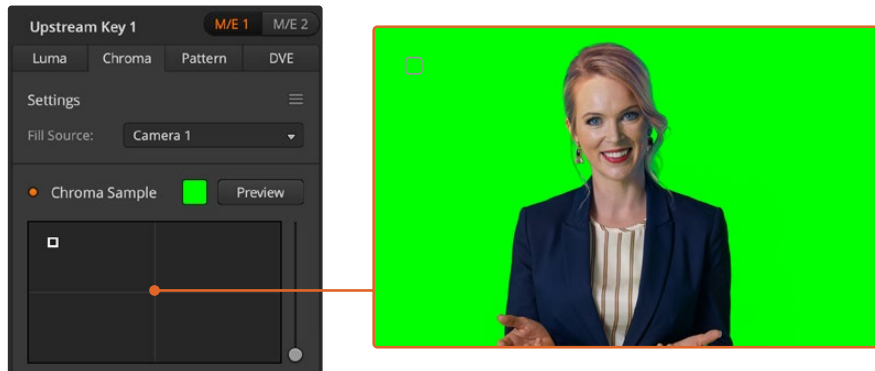 Upstream Key 1 M/E 1 M/E 2
Luma Chroma Pattern DVE
Settings
Fill Source: Camera 1
Chroma Sample Preview